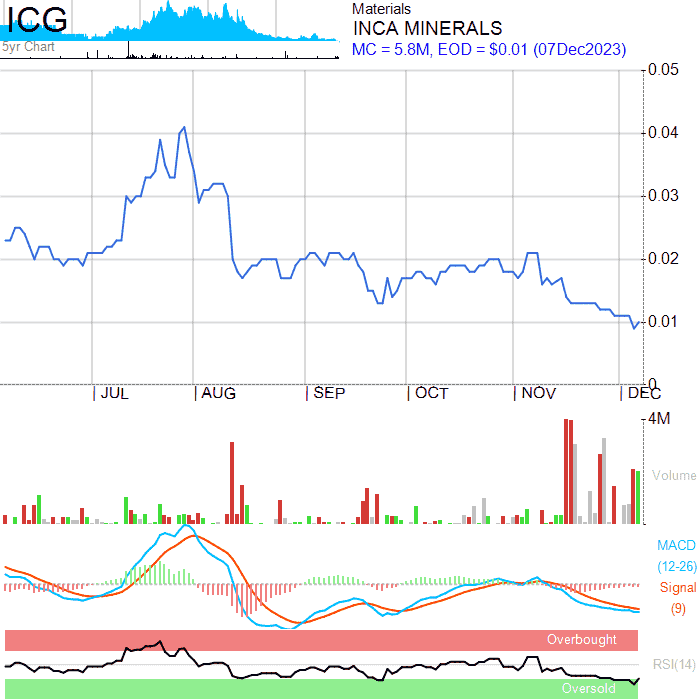 ICG
5yr Chart
Materials
INCA MINERALS
MC = 5.8M, EOD = $0.01 (07Dec2023)
0.05
0.04
0.03
0.02
0.01
0
JUL AUG SEP OCT NOV DEC
4M
Volume
MACD
(12-26)
Signal
(9)
Overbought
RSI(14)
Oversold